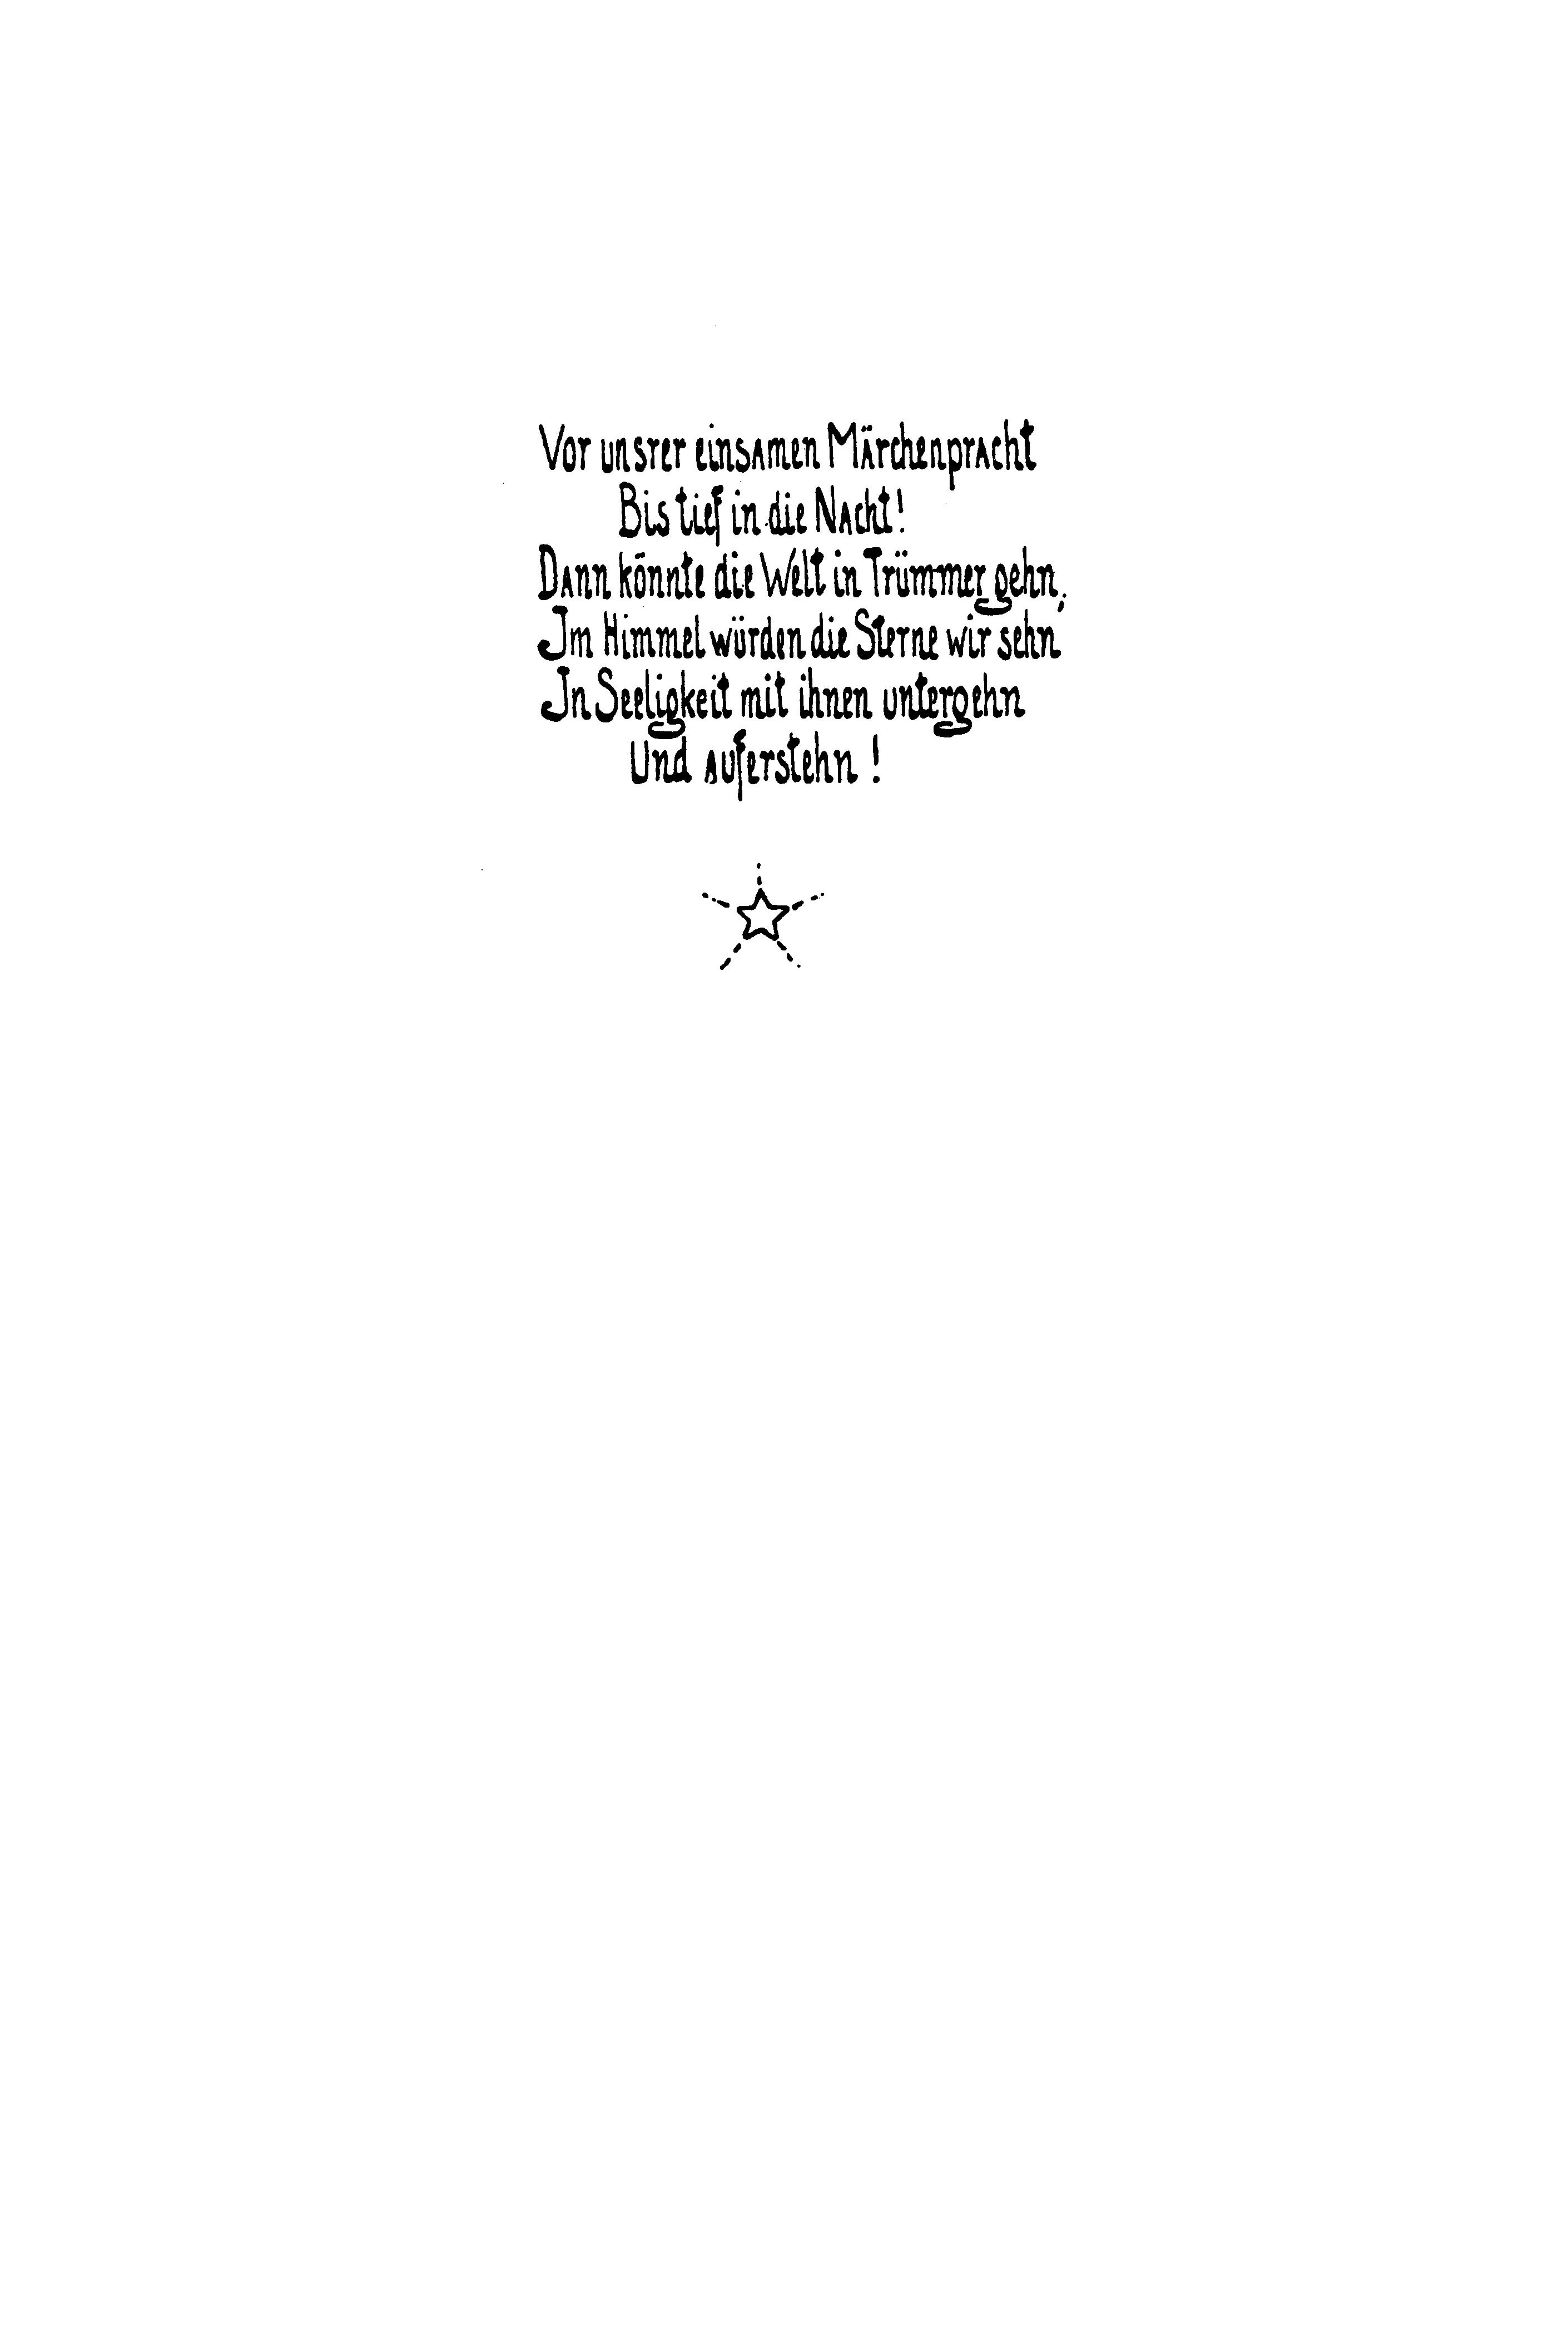 Vor unsrer einsamen Märchenpracht
Bis tief in die Nacht!
Dann könnte die Welt in Trümmer gehn;
Im Himmel würden die Sterne wir sehn
In Seeligkeit mit ihnen untergehn
Und auferstehn!